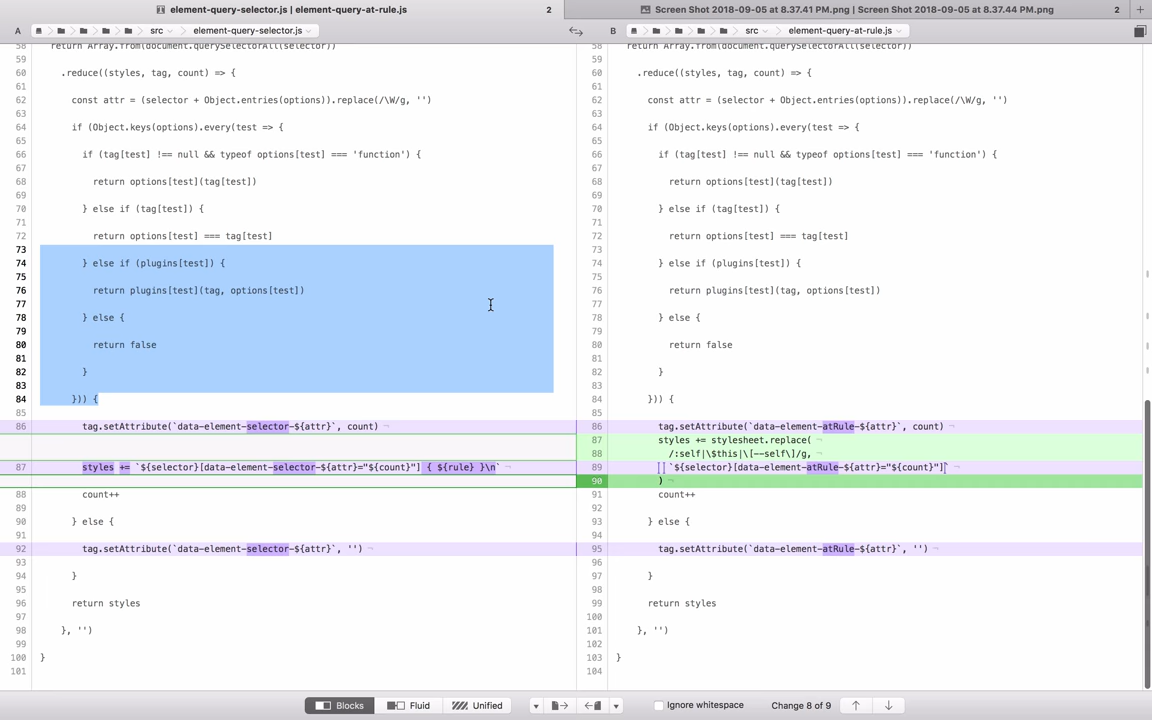 element-query-selector.js | element-query-at-rule.js 2
Screen Shot 2018-09-05 at 8.37.41 PM.png | Screen Shot 2018-09-05 at 8.37.44 PM.png 2 +
A src element-query-selector.js
B src element-query-at-rule.js
58 return Array.from(document.querySelectorAll(selector))
59
60 .reduce((styles, tag, count) => {
61
62 const attr = (selector + Object.entries(options)).replace(/\W/g, '')
63
64 if (Object.keys(options).every(test => {
65
66 if (tag[test] !== null && typeof options[test] === 'function') {
67
68 return options[test](tag[test])
69
70 } else if (tag[test]) {
71
72 return options[test] === tag[test]
73
74 } else if (plugins[test]) {
75
76 return plugins[test](tag, options[test])
77
78 } else {
79
80 return false
81
82 }
83
84 })) {
85
86 tag.setAttribute(`data-element-selector-${attr}`, count)
87 styles += `${selector}[data-element-selector-${attr}="${count}"] { ${rule} }\n` ¬
88 count++
89
90 } else {
91
92 tag.setAttribute(`data-element-selector-${attr}`, '') ¬
93
94 }
95
96 return styles
97
98 }, '')
99
100 }
101
58 return Array.from(document.querySelectorAll(selector))
59
60 .reduce((styles, tag, count) => {
61
62 const attr = (selector + Object.entries(options)).replace(/\W/g, '')
63
64 if (Object.keys(options).every(test => {
65
66 if (tag[test] !== null && typeof options[test] === 'function') {
67
68 return options[test](tag[test])
69
70 } else if (tag[test]) {
71
72 return options[test] === tag[test]
73
74 } else if (plugins[test]) {
75
76 return plugins[test](tag, options[test])
77
78 } else {
79
80 return false
81
82 }
83
84 })) {
85
86 tag.setAttribute(`data-element-atRule-${attr}`, count) ¬
87 styles += stylesheet.replace( ¬
88 /:self|\$this|\[--self\]/g, ¬
89 `${selector}[data-element-atRule-${attr}="${count}"]` ¬
90 ) ¬
91 count++
92
93 } else {
94
95 tag.setAttribute(`data-element-atRule-${attr}`, '') ¬
96
97 }
98
99 return styles
100
101 }, '')
102
103 }
104
Blocks Fluid Unified Ignore whitespace Change 8 of 9